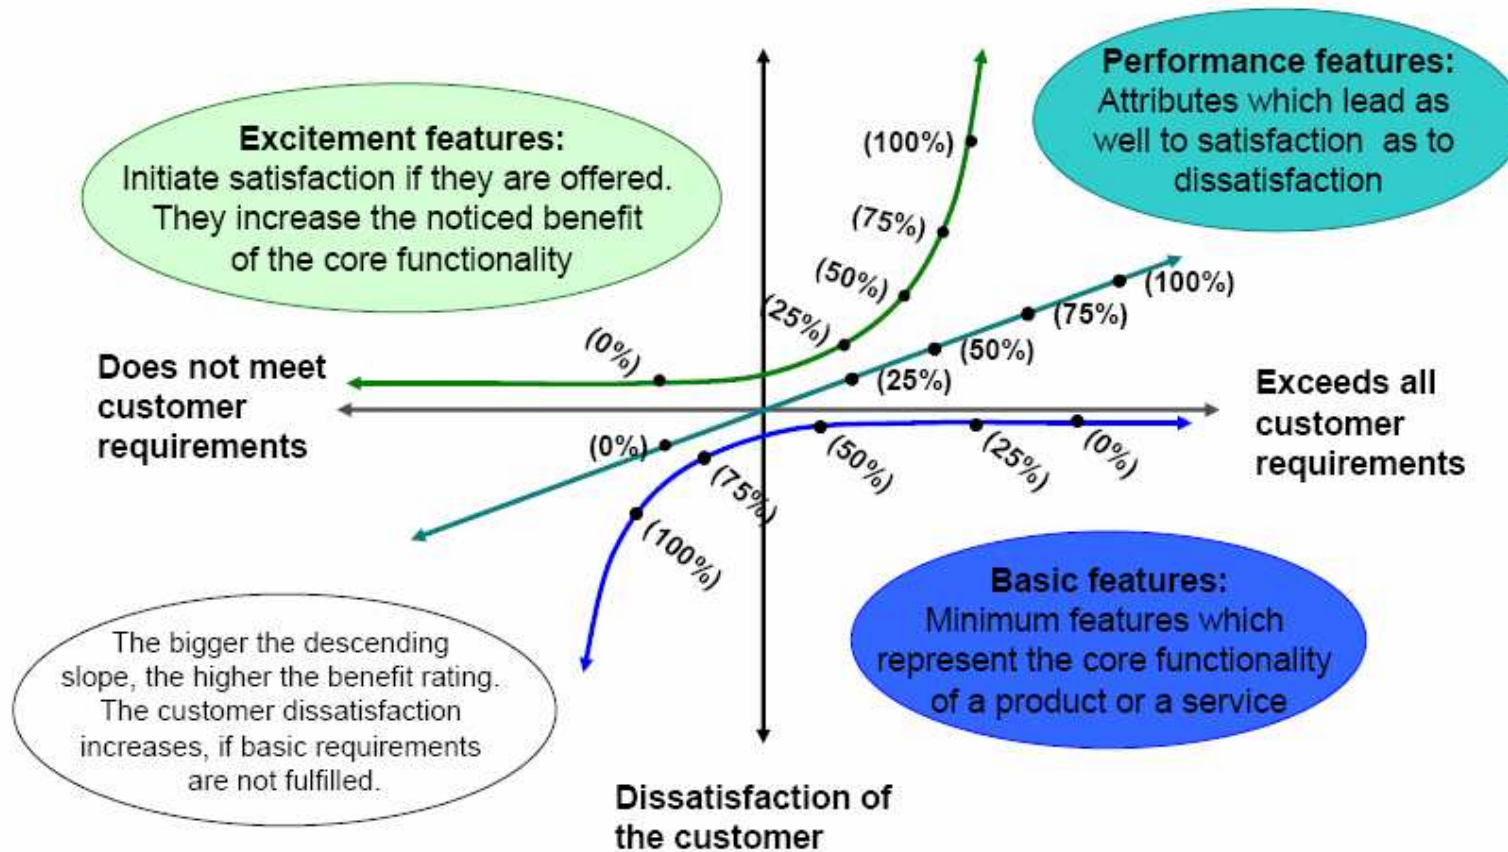 Performance features:
Attributes which lead as
well to satisfaction as to
dissatisfaction
Excitement features:
Initiate satisfaction if they are offered.
They increase the noticed benefit
of the core functionality
(100%)
(75%)
(50%)
(25%)
(0%)
(100%)
(75%)
(50%)
(25%)
(0%)
Does not meet
customer
requirements
Exceeds all
customer
requirements
(100%)
(75%)
(50%)
(25%)
(0%)
Basic features:
Minimum features which
represent the core functionality
of a product or a service
The bigger the descending
slope, the higher the benefit rating.
The customer dissatisfaction
increases, if basic requirements
are not fulfilled.
Dissatisfaction of
the customer